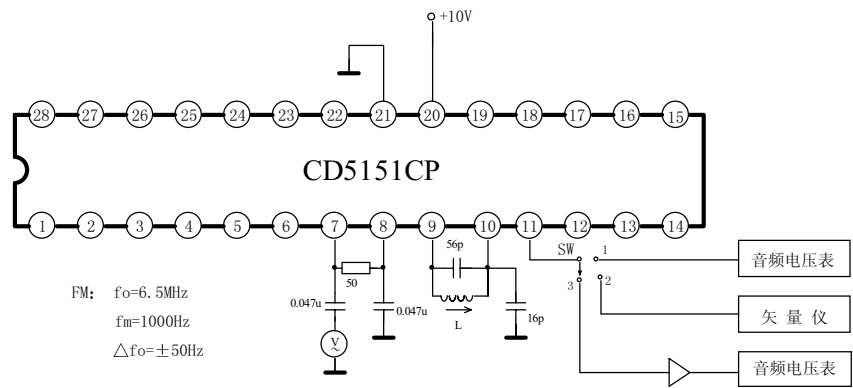 +10V
28 27 26 25 24 23 22 21 20 19 18 17 16 15
CD5151CP
1 2 3 4 5 6 7 8 9 10 11 12 13 14
56p
SW
1
音频电压表
50
3
2
FM: fo=6.5MHz
0.047u
0.047u
L
16p
矢 量 仪
fm=1000Hz
V
~
△fo=±50Hz
音频电压表